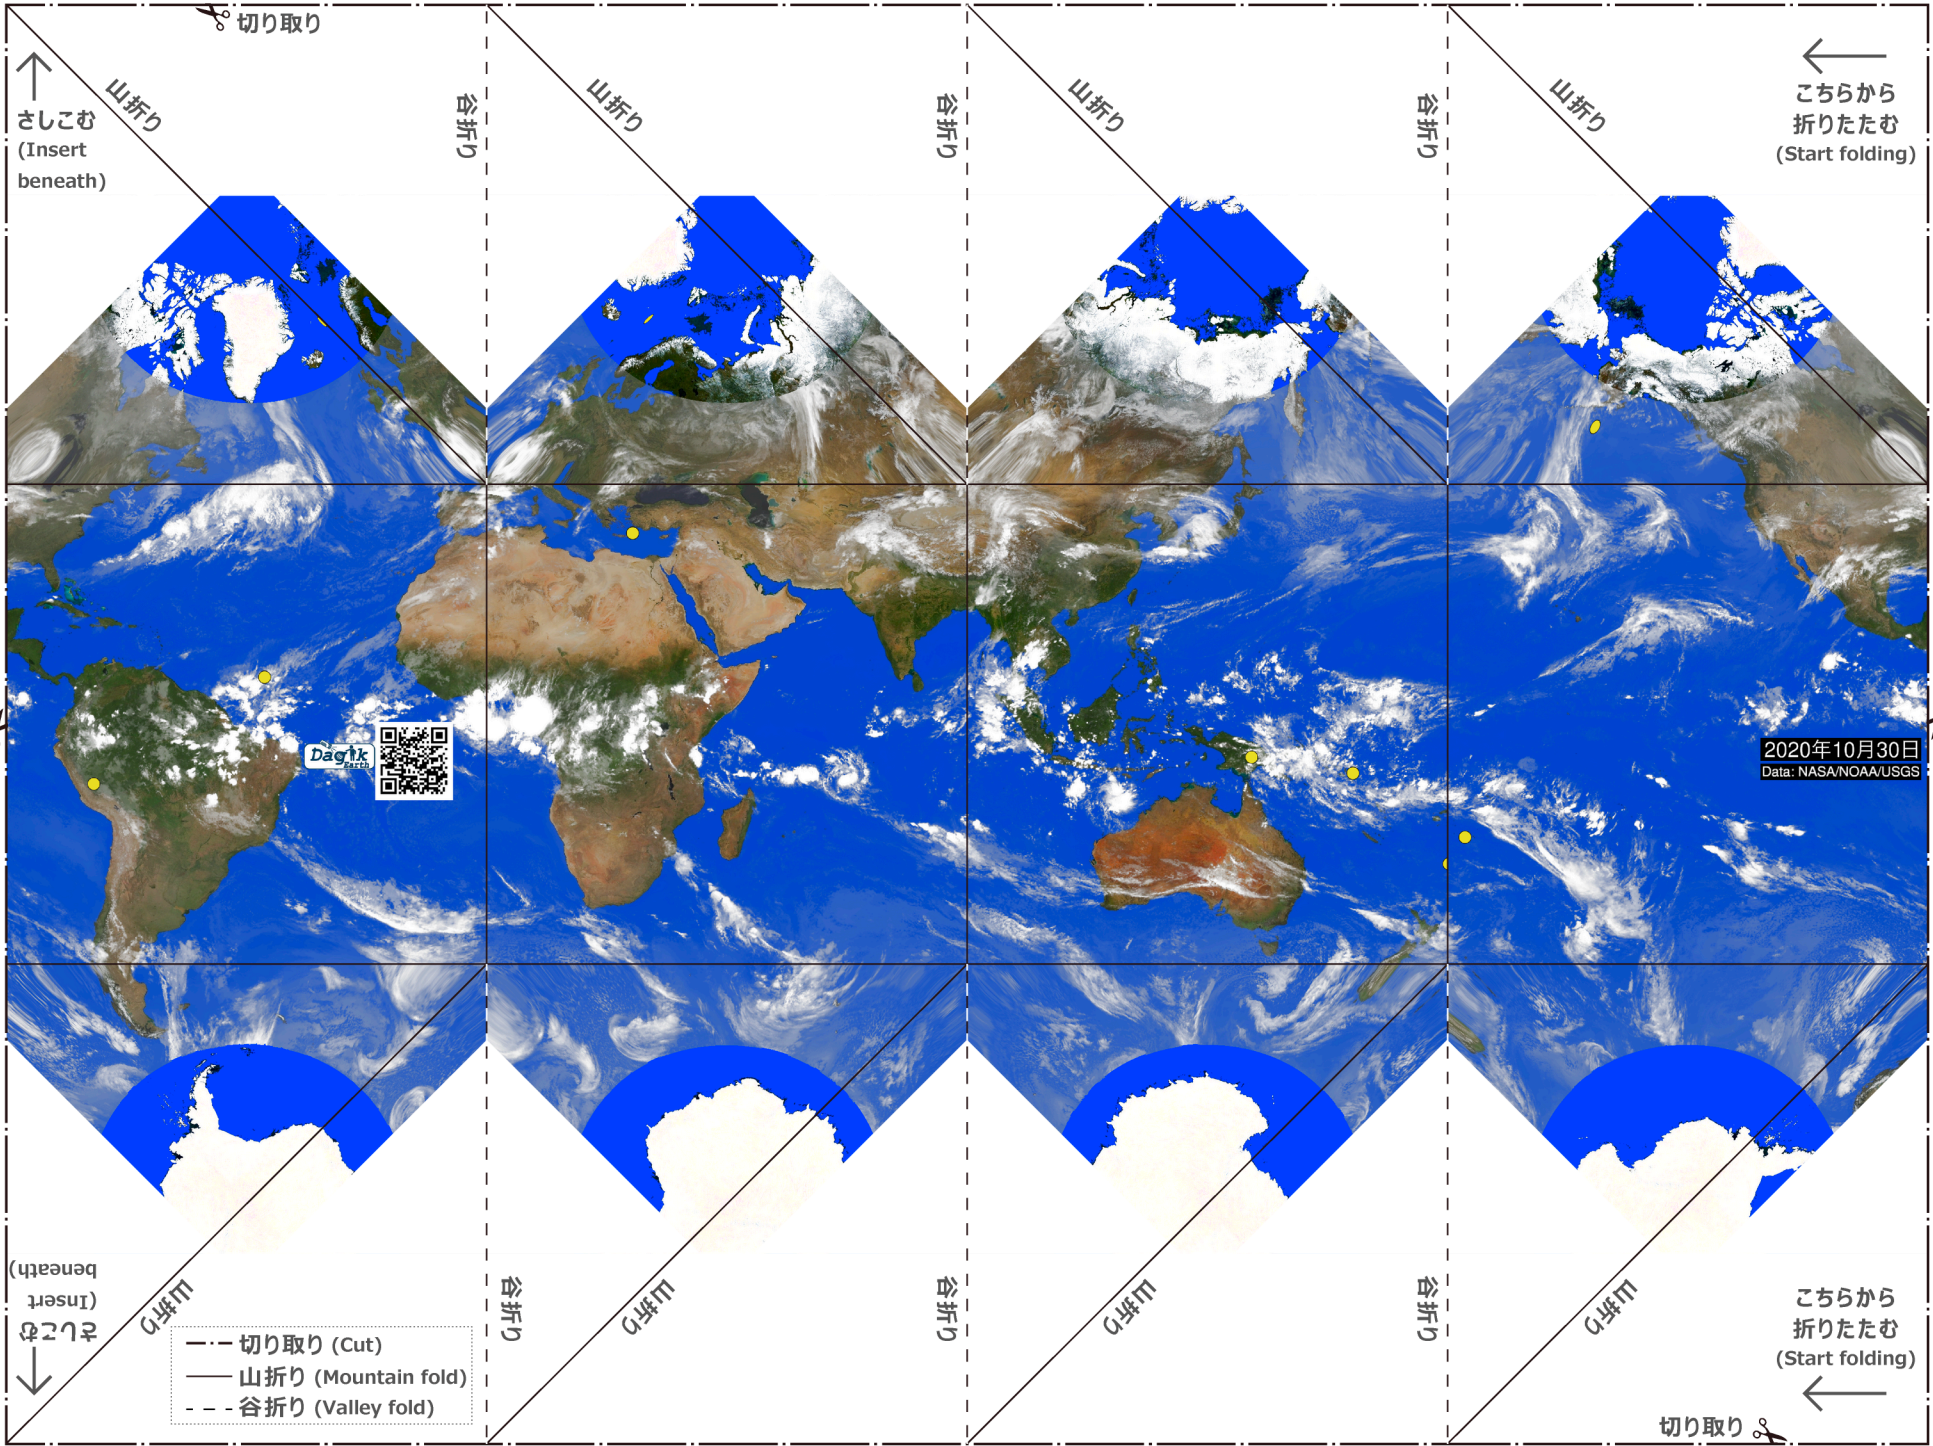 切り取り
山折り
谷折り
山折り
谷折り
山折り
谷折り
山折り
さしこむ
(Insert
beneath)
こちらから
折りたたむ
(Start folding)
Dagik
Earth
2020年10月30日
Data: NASA/NOAA/USGS
さしこむ
(Insert
beneath)
山折り
谷折り
山折り
谷折り
山折り
谷折り
山折り
こちらから
折りたたむ
(Start folding)
切り取り (Cut)
山折り (Mountain fold)
谷折り (Valley fold)
切り取り